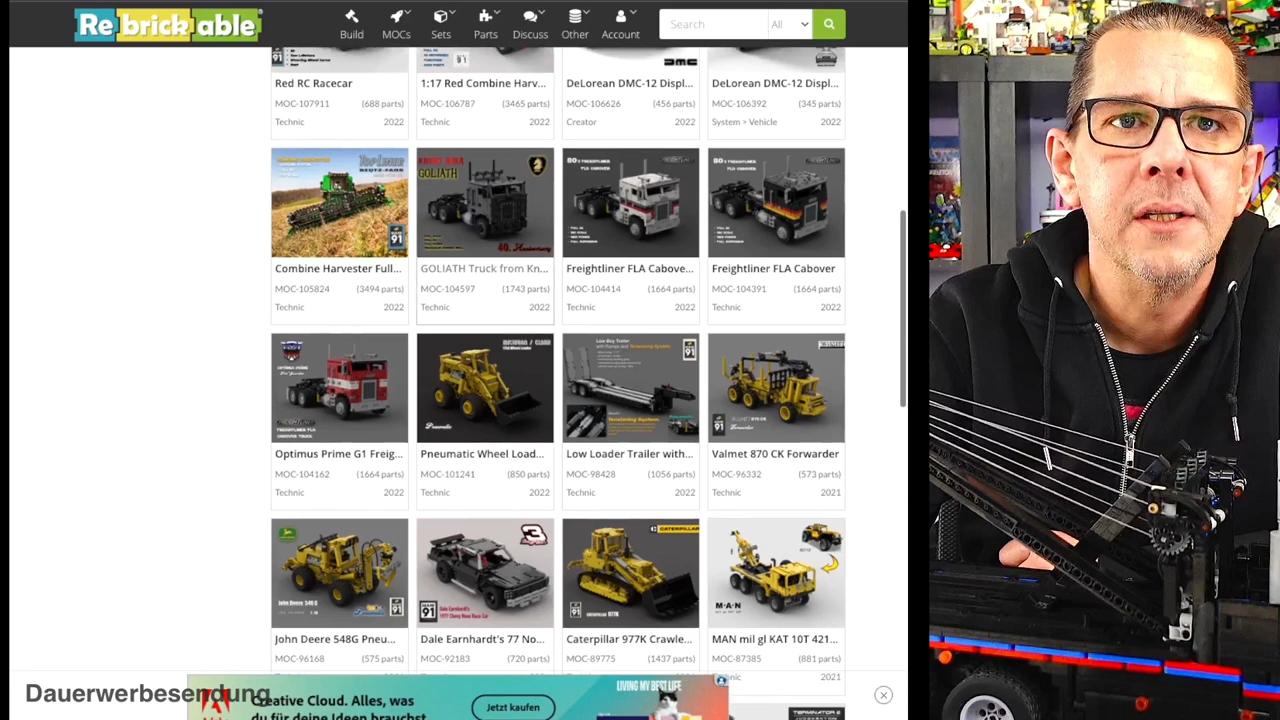 Rebrickable
Build
MOCs
Sets
Parts
Discuss
Other
Account
Search
All
Red RC Racecar
MOC-107911 (688 parts)
Technic 2022
1:17 Red Combine Harv...
MOC-106787 (3465 parts)
Technic 2022
DMC
DeLorean DMC-12 Displ...
MOC-106626 (456 parts)
Creator 2022
DeLorean DMC-12 Displ...
MOC-106392 (345 parts)
System > Vehicle 2022
Combine Harvester Full...
MOC-105824 (3494 parts)
Technic 2022
GOLIATH
GOLIATH Truck from Kn...
MOC-104597 (1743 parts)
Technic 2022
Freightliner FLA Cabove...
MOC-104414 (1664 parts)
Technic 2022
Freightliner FLA Cabover
MOC-104391 (1664 parts)
Technic 2022
Optimus Prime G1 Freig...
MOC-104162 (1664 parts)
Technic 2022
Pneumatic Wheel Load...
MOC-101241 (850 parts)
Technic 2022
Low Loader Trailer with...
MOC-98428 (1056 parts)
Technic 2022
Valmet 870 CK Forwarder
MOC-96332 (573 parts)
Technic 2021
John Deere 548G Pneu...
MOC-96168 (575 parts)
3
Dale Earnhardt's 77 No...
MOC-92183 (720 parts)
CATERPILLAR
Caterpillar 977K Crawle...
MOC-89775 (1437 parts)
M·A·N
MAN mil gl KAT 10T 421...
MOC-87385 (881 parts)
2021
Dauerwerbesendung
Creative Cloud. Alles, was
du für deine Ideen brauchst.
Jetzt kaufen
LIVING MY BEST LIFE